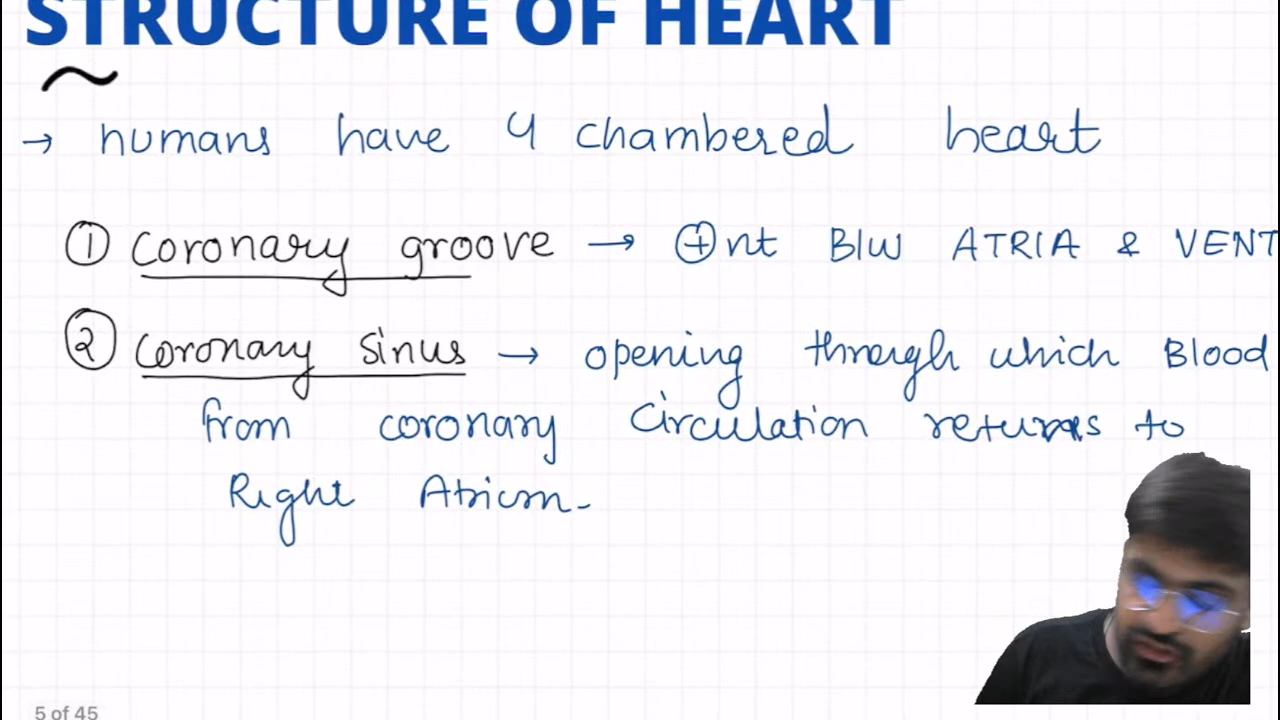 STRUCTURE OF HEART
~
→ humans have 4 chambered heart
① coronary groove → ⊕nt B/W ATRIA & VENT
② coronary sinus → opening through which Blood
from coronary circulation returns to
Right Atrium.
5 of 45